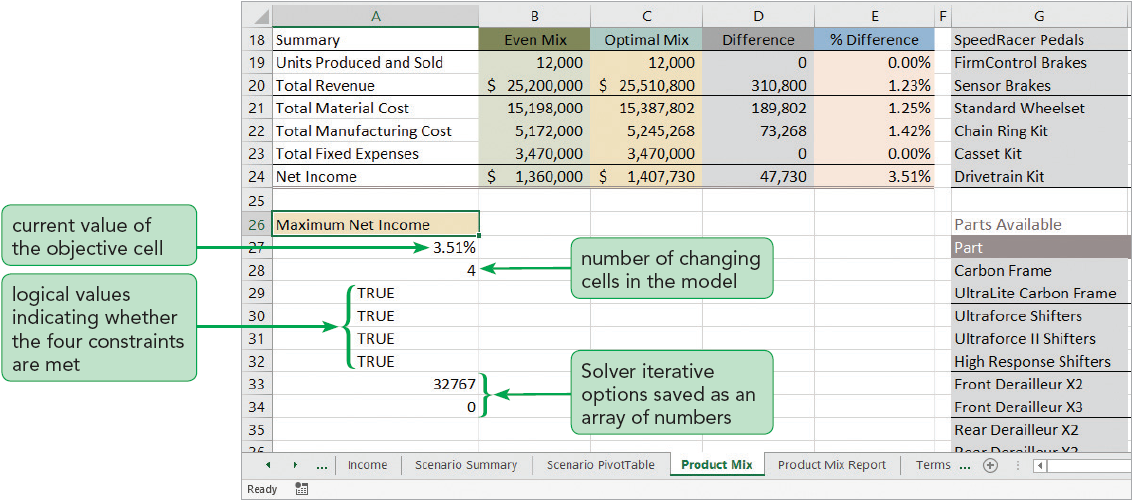 A B C D E F G
18 Summary Even Mix Optimal Mix Difference % Difference SpeedRacer Pedals
19 Units Produced and Sold 12,000 12,000 0 0.00% FirmControl Brakes
20 Total Revenue $ 25,200,000 $ 25,510,800 310,800 1.23% Sensor Brakes
21 Total Material Cost 15,198,000 15,387,802 189,802 1.25% Standard Wheelset
22 Total Manufacturing Cost 5,172,000 5,245,268 73,268 1.42% Chain Ring Kit
23 Total Fixed Expenses 3,470,000 3,470,000 0 0.00% Casset Kit
24 Net Income $ 1,360,000 $ 1,407,730 47,730 3.51% Drivetrain Kit
25
26 Maximum Net Income Parts Available
27 3.51% Part
28 4 Carbon Frame
29 TRUE UltraLite Carbon Frame
30 TRUE Ultraforce Shifters
31 TRUE Ultraforce II Shifters
32 TRUE High Response Shifters
33 32767 Front Derailleur X2
34 0 Front Derailleur X3
35 Rear Derailleur X2
current value of
the objective cell
number of changing
cells in the model
logical values
indicating whether
the four constraints
are met
Solver iterative
options saved as an
array of numbers
... Income Scenario Summary Scenario PivotTable Product Mix Product Mix Report Terms ...
Ready